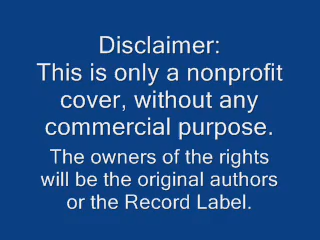 Disclaimer:
This is only a nonprofit
cover, without any
commercial purpose.
The owners of the rights
will be the original authors
or the Record Label.